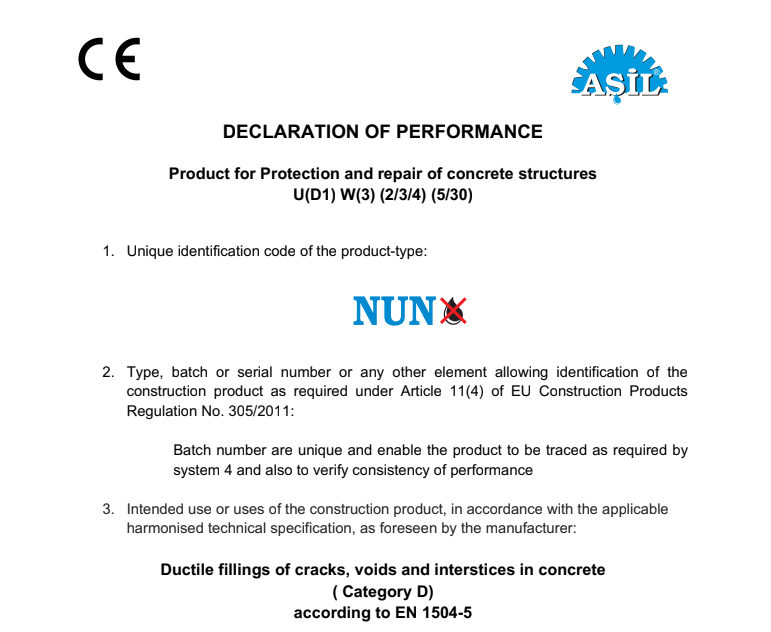 CE
AŞİL®
DECLARATION OF PERFORMANCE
Product for Protection and repair of concrete structures
U(D1) W(3) (2/3/4) (5/30)
1. Unique identification code of the product-type:
NUN
2. Type, batch or serial number or any other element allowing identification of the
construction product as required under Article 11(4) of EU Construction Products
Regulation No. 305/2011:
Batch number are unique and enable the product to be traced as required by
system 4 and also to verify consistency of performance
3. Intended use or uses of the construction product, in accordance with the applicable
harmonised technical specification, as foreseen by the manufacturer:
Ductile fillings of cracks, voids and interstices in concrete
( Category D)
according to EN 1504-5